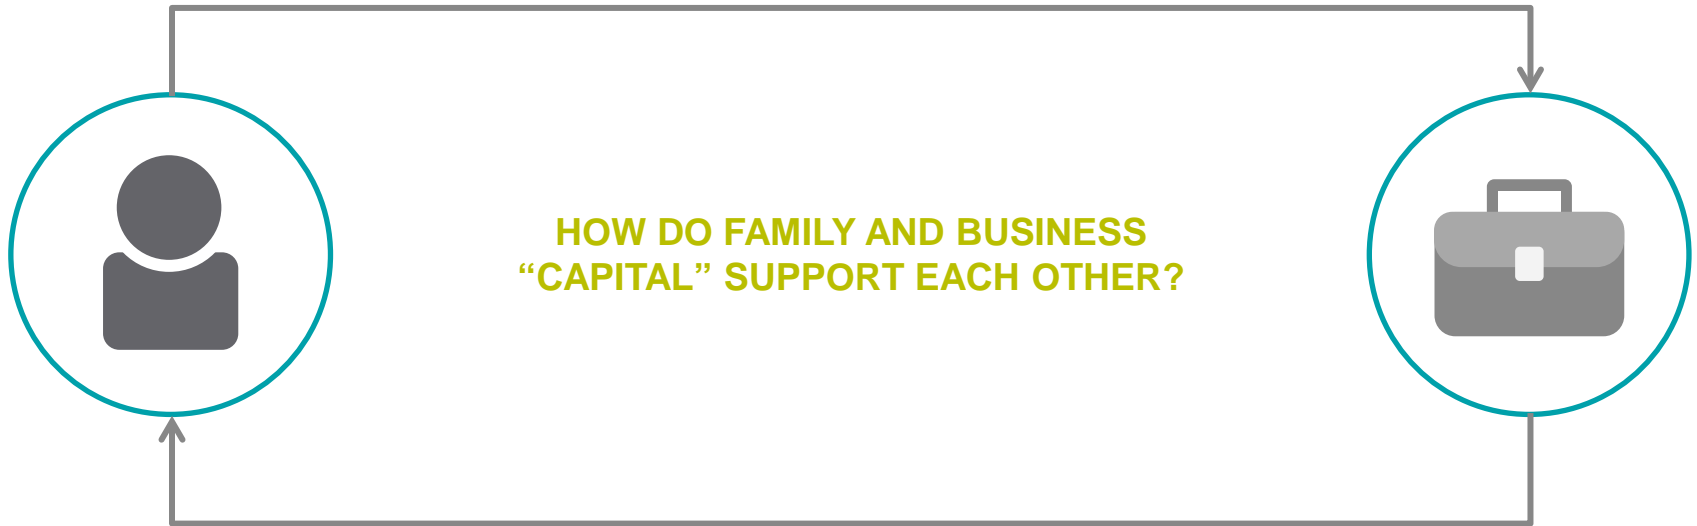 HOW DO FAMILY AND BUSINESS
“CAPITAL” SUPPORT EACH OTHER?